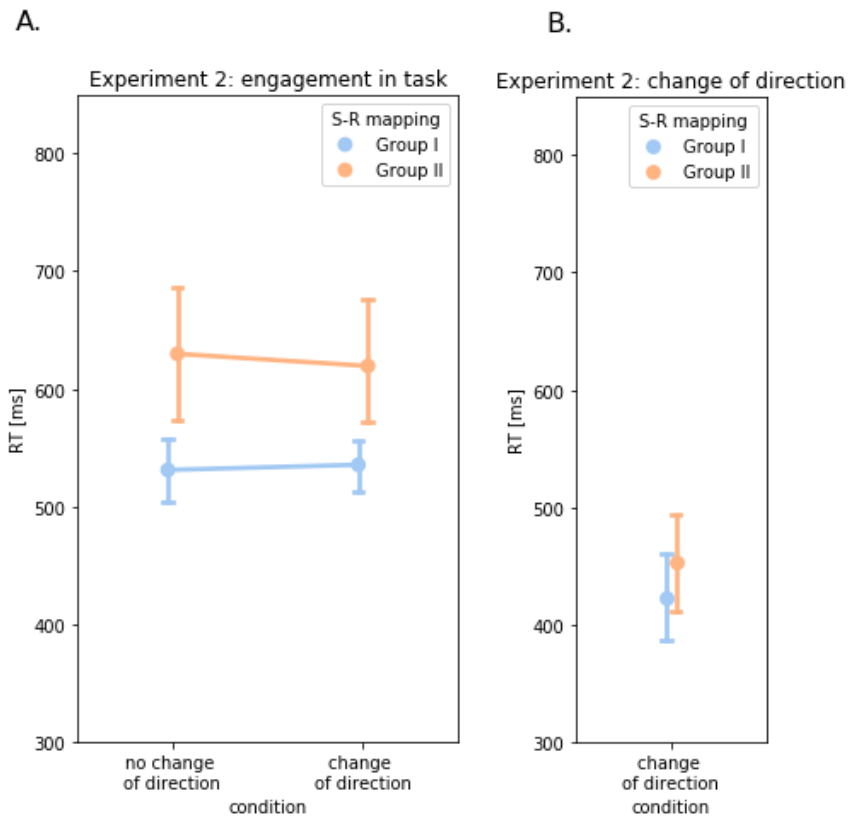 A.
Experiment 2: engagement in task
S-R mapping
Group I
Group II
800
700
600
500
400
300
RT [ms]
no change
of direction
change
of direction
condition
B.
Experiment 2: change of direction
S-R mapping
Group I
Group II
800
700
600
500
400
300
RT [ms]
change
of direction
condition